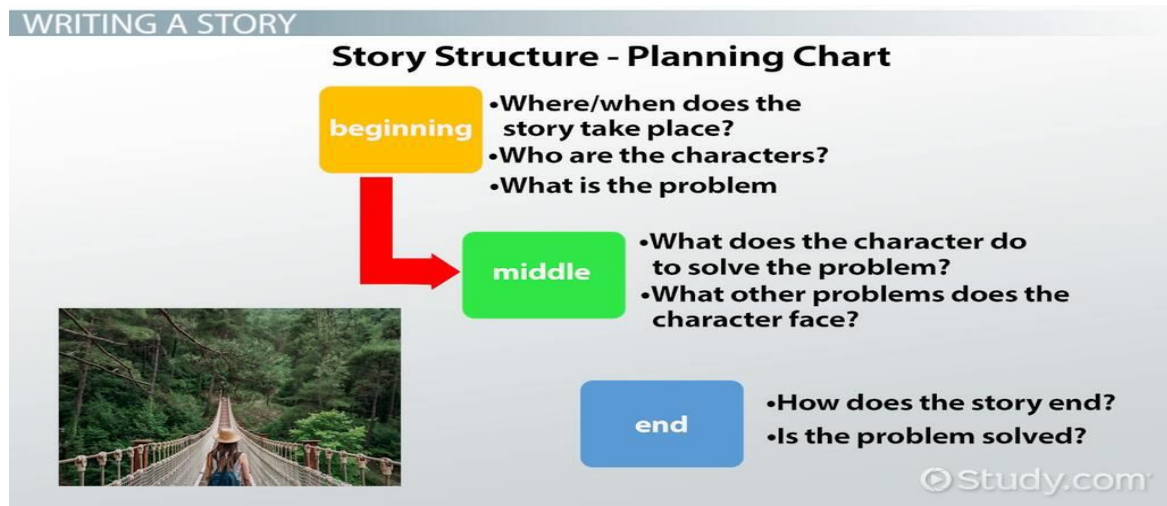 WRITING A STORY
Story Structure - Planning Chart
beginning
•Where/when does the
story take place?
•Who are the characters?
•What is the problem
middle
•What does the character do
to solve the problem?
•What other problems does the
character face?
end
•How does the story end?
•Is the problem solved?
Study.com